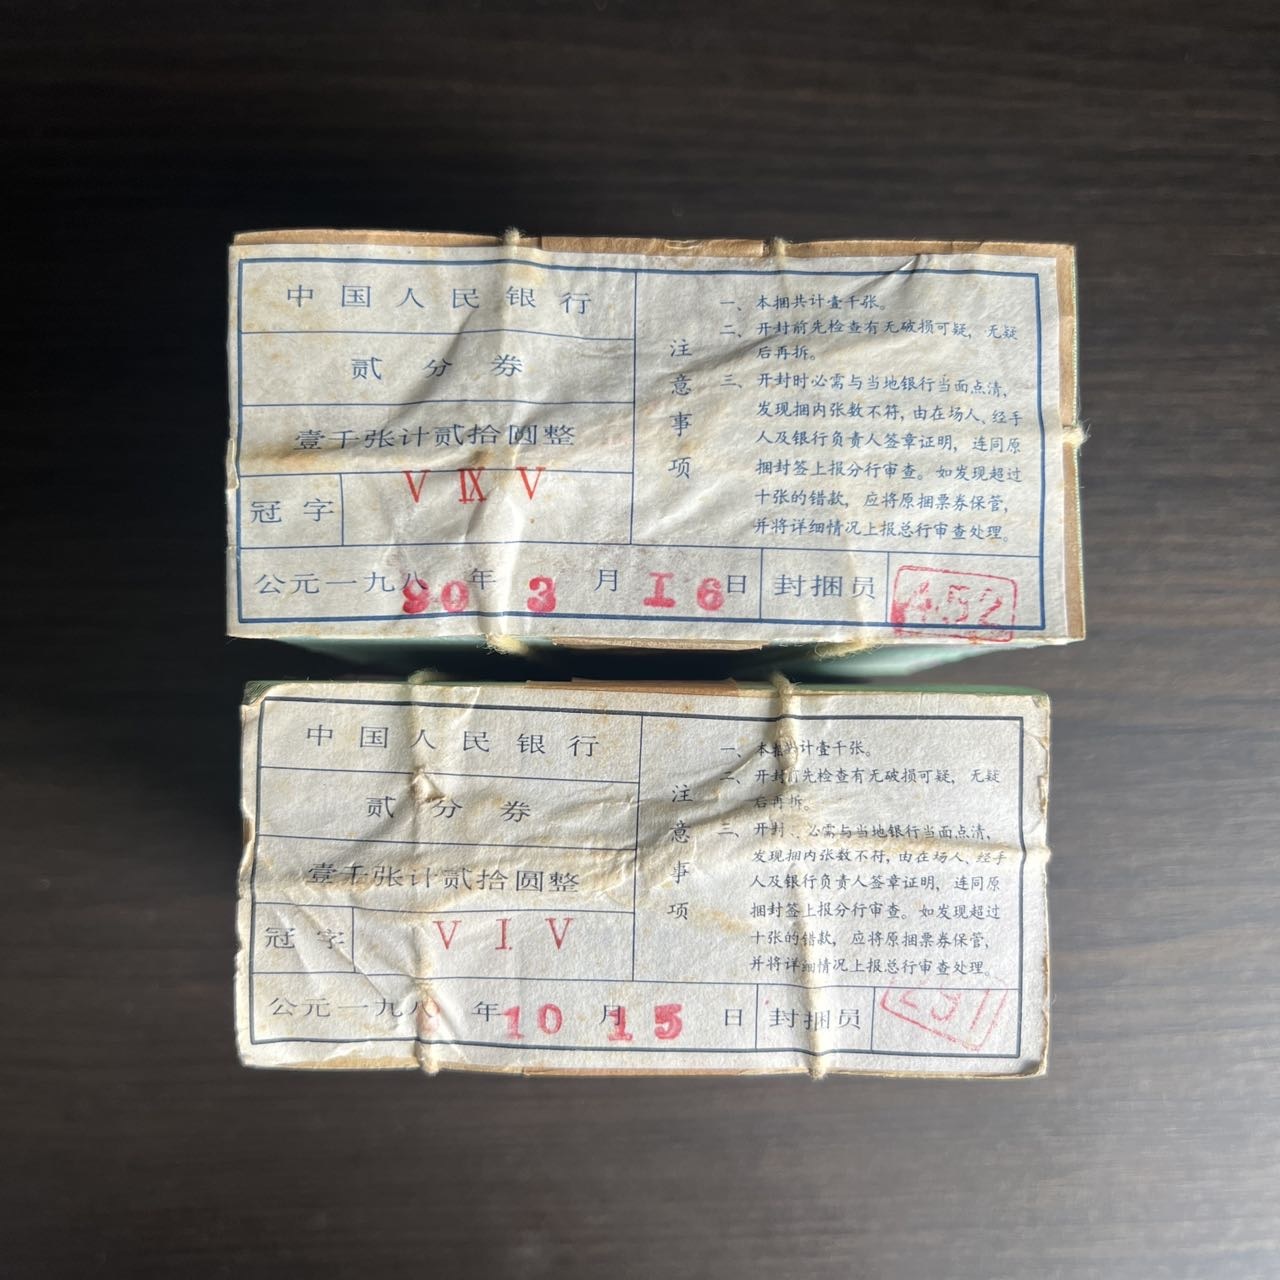 中国人民银行
贰分券
壹千张计贰拾圆整
冠字
V IX V
公元一九八90年3月16日
封捆员
452
注意事项
一、本捆共计壹千张。
二、开封前先检查有无破损可疑，无疑
后再拆。
三、开封时必需与当地银行当面点清，
发现捆内张数不符，由在场人、经手
人及银行负责人签章证明，连同原
捆封签上报分行审查。如发现超过
十张的错款，应将原捆票券保管，
并将详细情况上报总行审查处理。
中国人民银行
贰分券
壹千张计贰拾圆整
冠字
V I V
公元一九八 年10月15日
封捆员
注意事项
一、本捆共计壹千张。
二、开封前先检查有无破损可疑，无疑
后再拆。
三、开封 必需与当地银行当面点清，
发现捆内张数不符，由在场人、经手
人及银行负责人签章证明，连同原
捆封签上报分行审查。如发现超过
十张的错款，应将原捆票券保管，
并将详细情况上报总行审查处理。